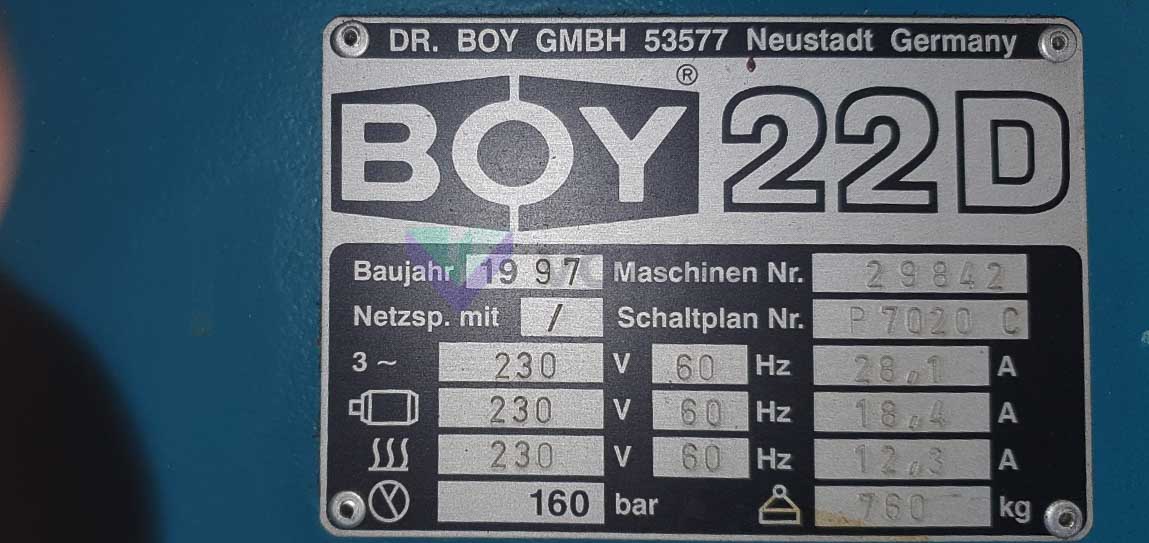 DR. BOY GMBH 53577 Neustadt Germany
BOY® 22D
Baujahr 1997 Maschinen Nr. 29842
Netzsp. mit / Schaltplan Nr. P7020 C
3 ~ 230 V 60 Hz 28,1 A
230 V 60 Hz 18,4 A
230 V 60 Hz 12,3 A
160 bar 760 kg